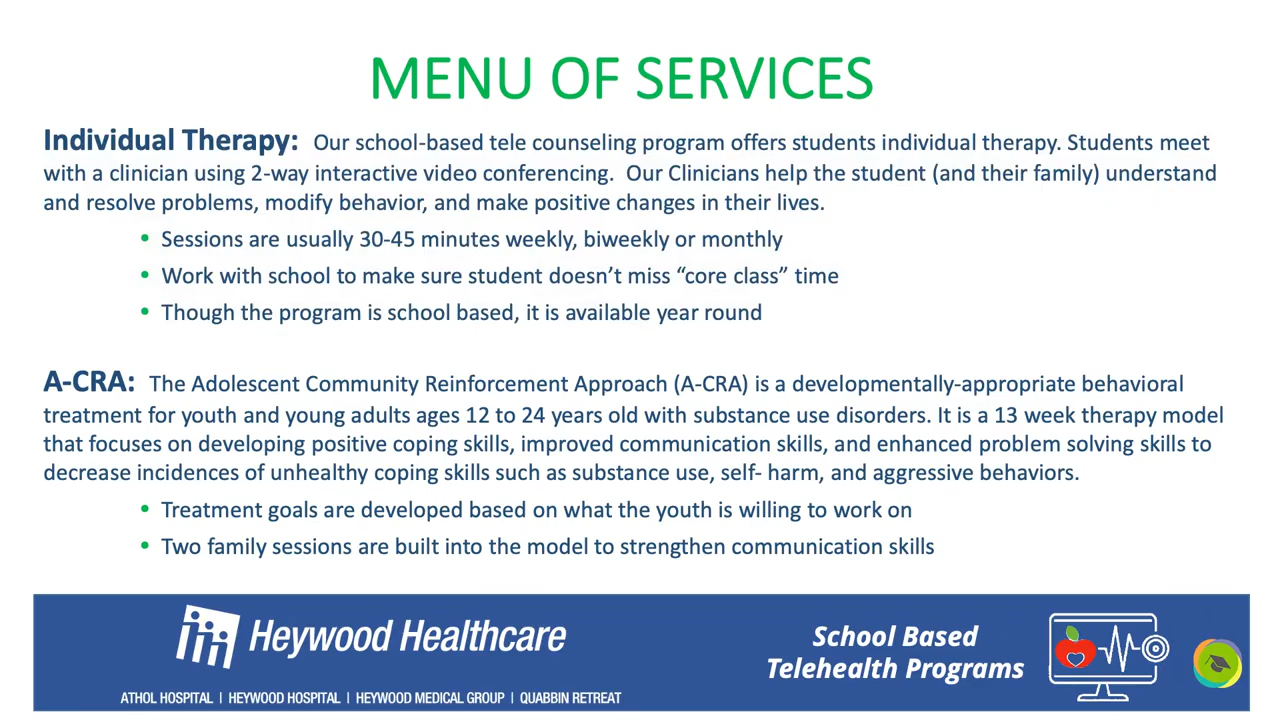 MENU OF SERVICES
Individual Therapy: Our school-based tele counseling program offers students individual therapy. Students meet
with a clinician using 2-way interactive video conferencing. Our Clinicians help the student (and their family) understand
and resolve problems, modify behavior, and make positive changes in their lives.
• Sessions are usually 30-45 minutes weekly, biweekly or monthly
• Work with school to make sure student doesn't miss “core class” time
• Though the program is school based, it is available year round
A-CRA: The Adolescent Community Reinforcement Approach (A-CRA) is a developmentally-appropriate behavioral
treatment for youth and young adults ages 12 to 24 years old with substance use disorders. It is a 13 week therapy model
that focuses on developing positive coping skills, improved communication skills, and enhanced problem solving skills to
decrease incidences of unhealthy coping skills such as substance use, self- harm, and aggressive behaviors.
• Treatment goals are developed based on what the youth is willing to work on
• Two family sessions are built into the model to strengthen communication skills
Heywood Healthcare
ATHOL HOSPITAL | HEYWOOD HOSPITAL | HEYWOOD MEDICAL GROUP | QUABBIN RETREAT
School Based
Telehealth Programs